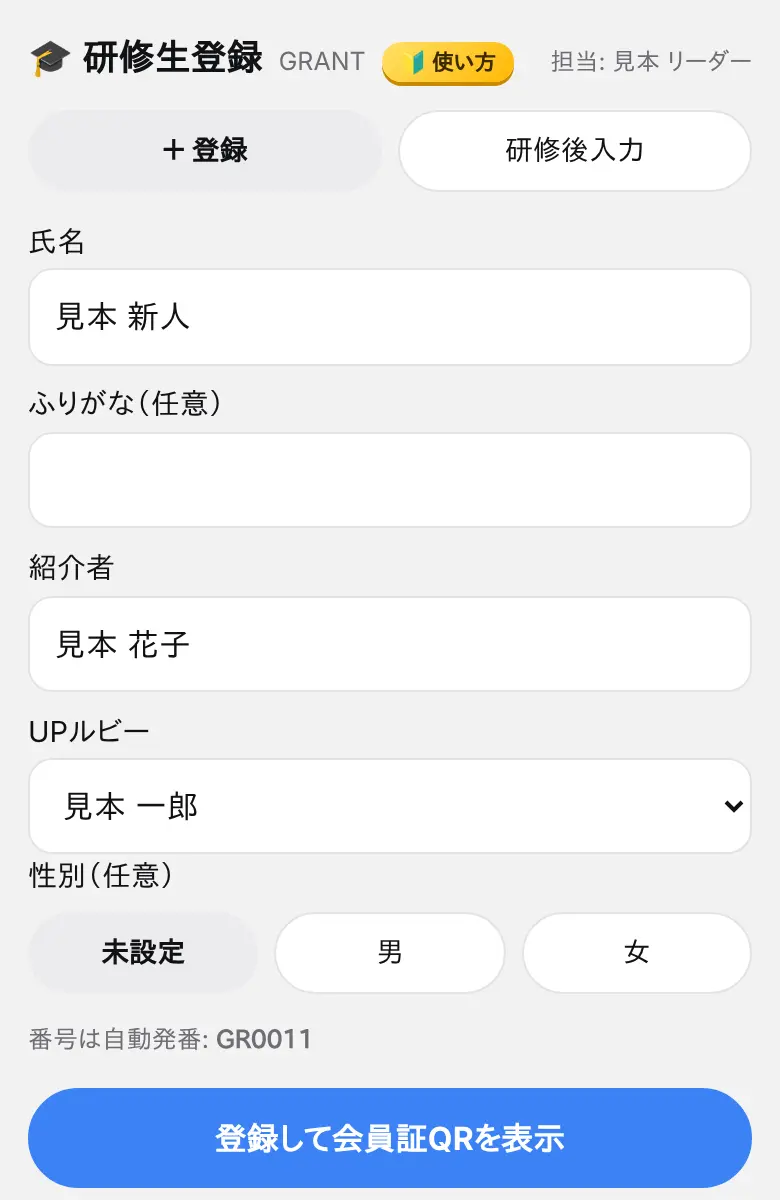 研修生登録 GRANT 使い方 担当: 見本 リーダー
＋登録 研修後入力
氏名
見本 新人
ふりがな(任意)
紹介者
見本 花子
UPルビー
見本 一郎
性別(任意)
未設定 男 女
番号は自動発番: GR0011
登録して会員証QRを表示